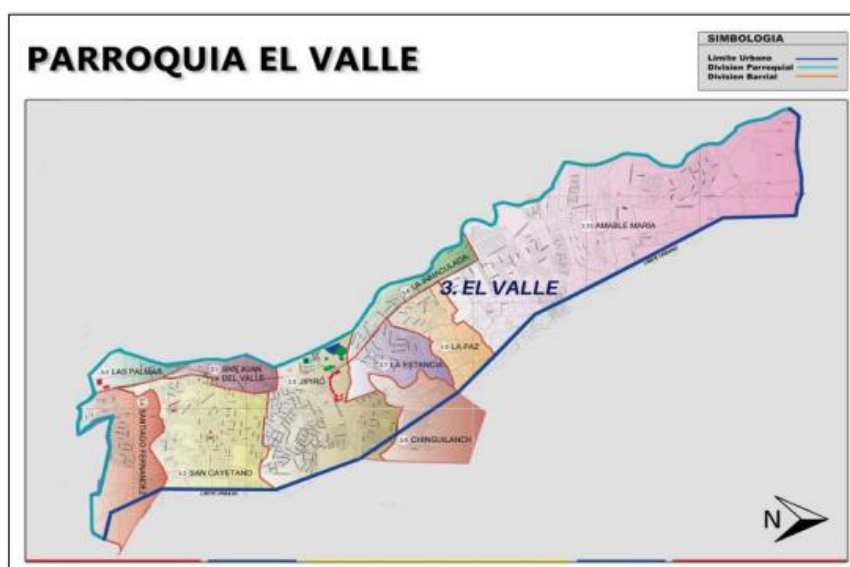 PARROQUIA EL VALLE
SIMBOLOGIA
Limite Urbano
Division Parroquial
Division Barrial
AMABLE MARIA
LA INMACULADA
3. EL VALLE
LA PAZ
LA ESTANCIA
LAS PALMAS
SAN JUAN
DEL VALLE
JIPIRO
SANTIAGO FERNANDEZ
SAN CAYETANO
CHINGUILANCHI
N